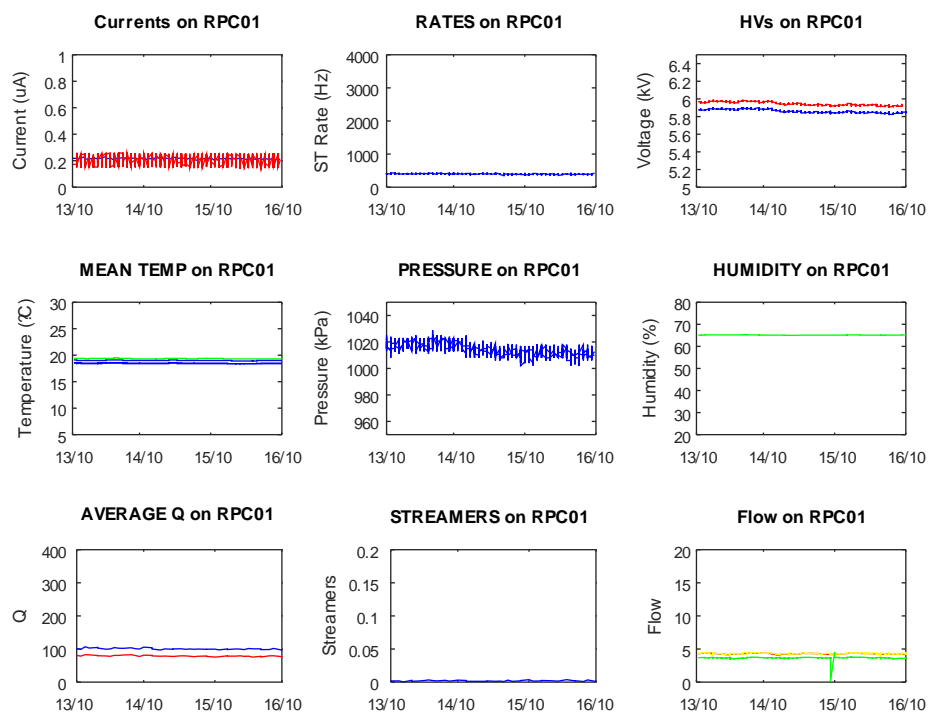 Currents on RPC01
Current (uA)
1
0.8
0.6
0.4
0.2
0
13/10 14/10 15/10 16/10
RATES on RPC01
ST Rate (Hz)
4000
3000
2000
1000
0
13/10 14/10 15/10 16/10
HVs on RPC01
Voltage (kV)
6.4
6.2
6
5.8
5.6
5.4
5.2
5
13/10 14/10 15/10 16/10
MEAN TEMP on RPC01
Temperature (?C)
30
25
20
15
10
5
13/10 14/10 15/10 16/10
PRESSURE on RPC01
Pressure (kPa)
1040
1020
1000
980
960
13/10 14/10 15/10 16/10
HUMIDITY on RPC01
Humidity (%)
80
70
60
50
40
30
20
13/10 14/10 15/10 16/10
AVERAGE Q on RPC01
Q
400
300
200
100
0
13/10 14/10 15/10 16/10
STREAMERS on RPC01
Streamers
0.2
0.15
0.1
0.05
0
13/10 14/10 15/10 16/10
Flow on RPC01
Flow
20
15
10
5
0
13/10 14/10 15/10 16/10